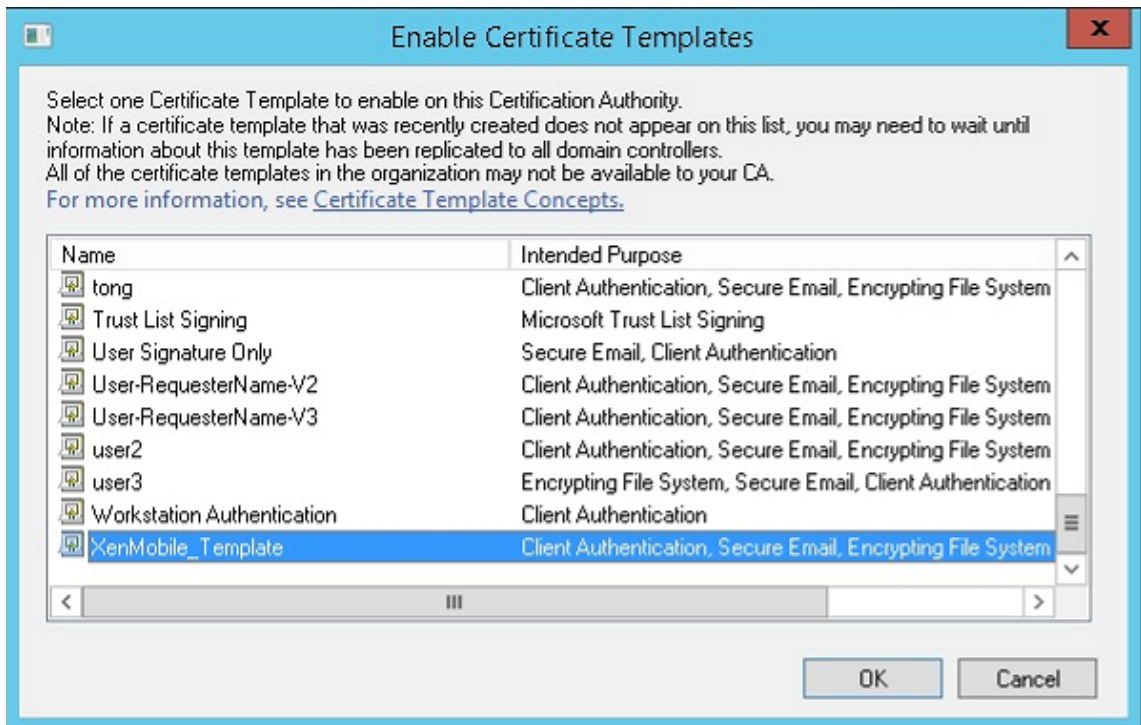 Enable Certificate Templates
x
Select one Certificate Template to enable on this Certification Authority.
Note: If a certificate template that was recently created does not appear on this list, you may need to wait until
information about this template has been replicated to all domain controllers.
All of the certificate templates in the organization may not be available to your CA.
For more information, see Certificate Template Concepts.
Name Intended Purpose
tong Client Authentication, Secure Email, Encrypting File System
Trust List Signing Microsoft Trust List Signing
User Signature Only Secure Email, Client Authentication
User-RequesterName-V2 Client Authentication, Secure Email, Encrypting File System
User-RequesterName-V3 Client Authentication, Secure Email, Encrypting File System
user2 Client Authentication, Secure Email, Encrypting File System
user3 Encrypting File System, Secure Email, Client Authentication
Workstation Authentication Client Authentication
XenMobile_Template Client Authentication, Secure Email, Encrypting File System
OK Cancel